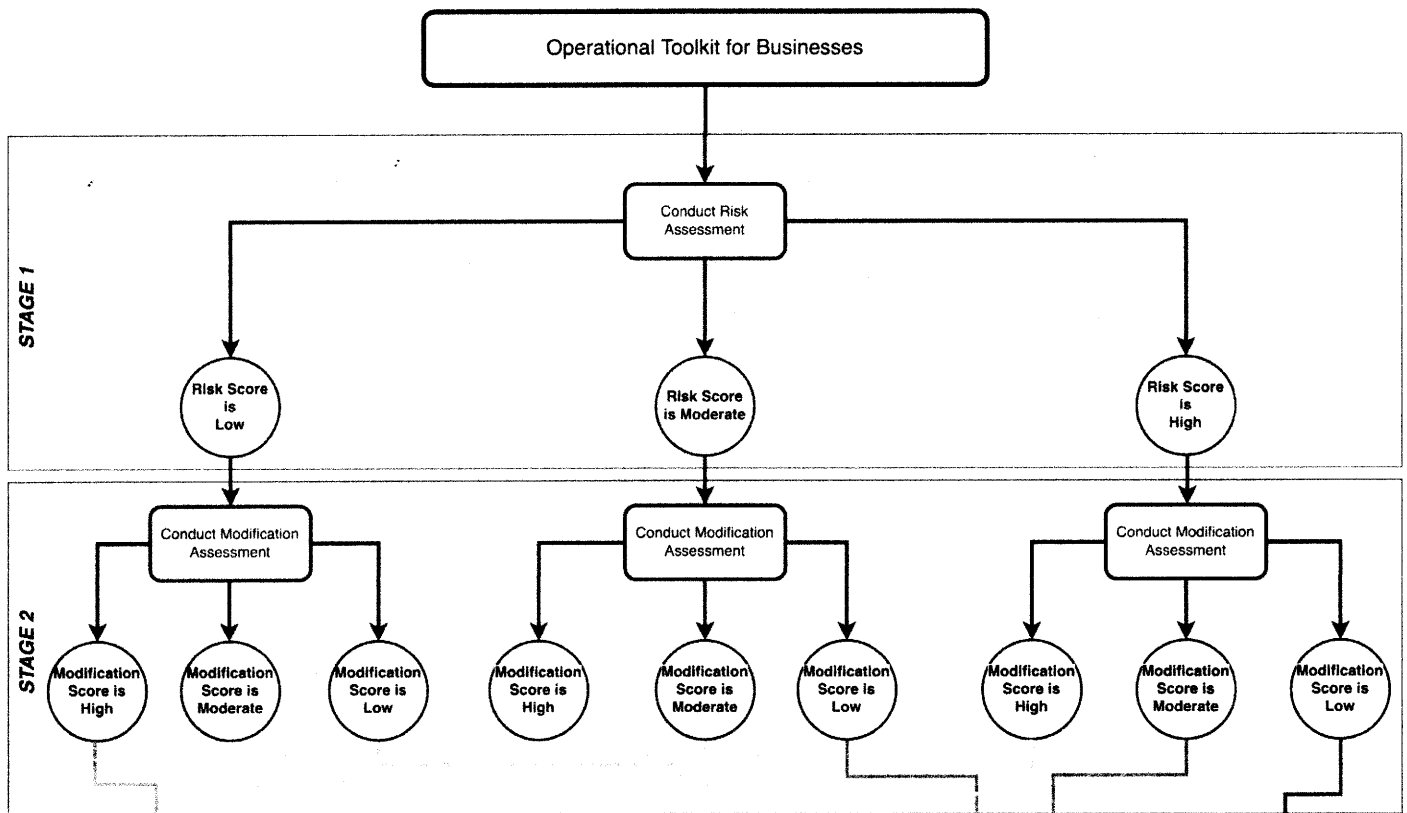 Operational Toolkit for Businesses
STAGE 1
Conduct Risk
Assessment
Risk Score
is
Low
Risk Score
is Moderate
Risk Score
is
High
STAGE 2
Conduct Modification
Assessment
Conduct Modification
Assessment
Conduct Modification
Assessment
Modification
Score is
High
Modification
Score is
Moderate
Modification
Score is
Low
Modification
Score is
High
Modification
Score is
Moderate
Modification
Score is
Low
Modification
Score is
High
Modification
Score is
Moderate
Modification
Score is
Low